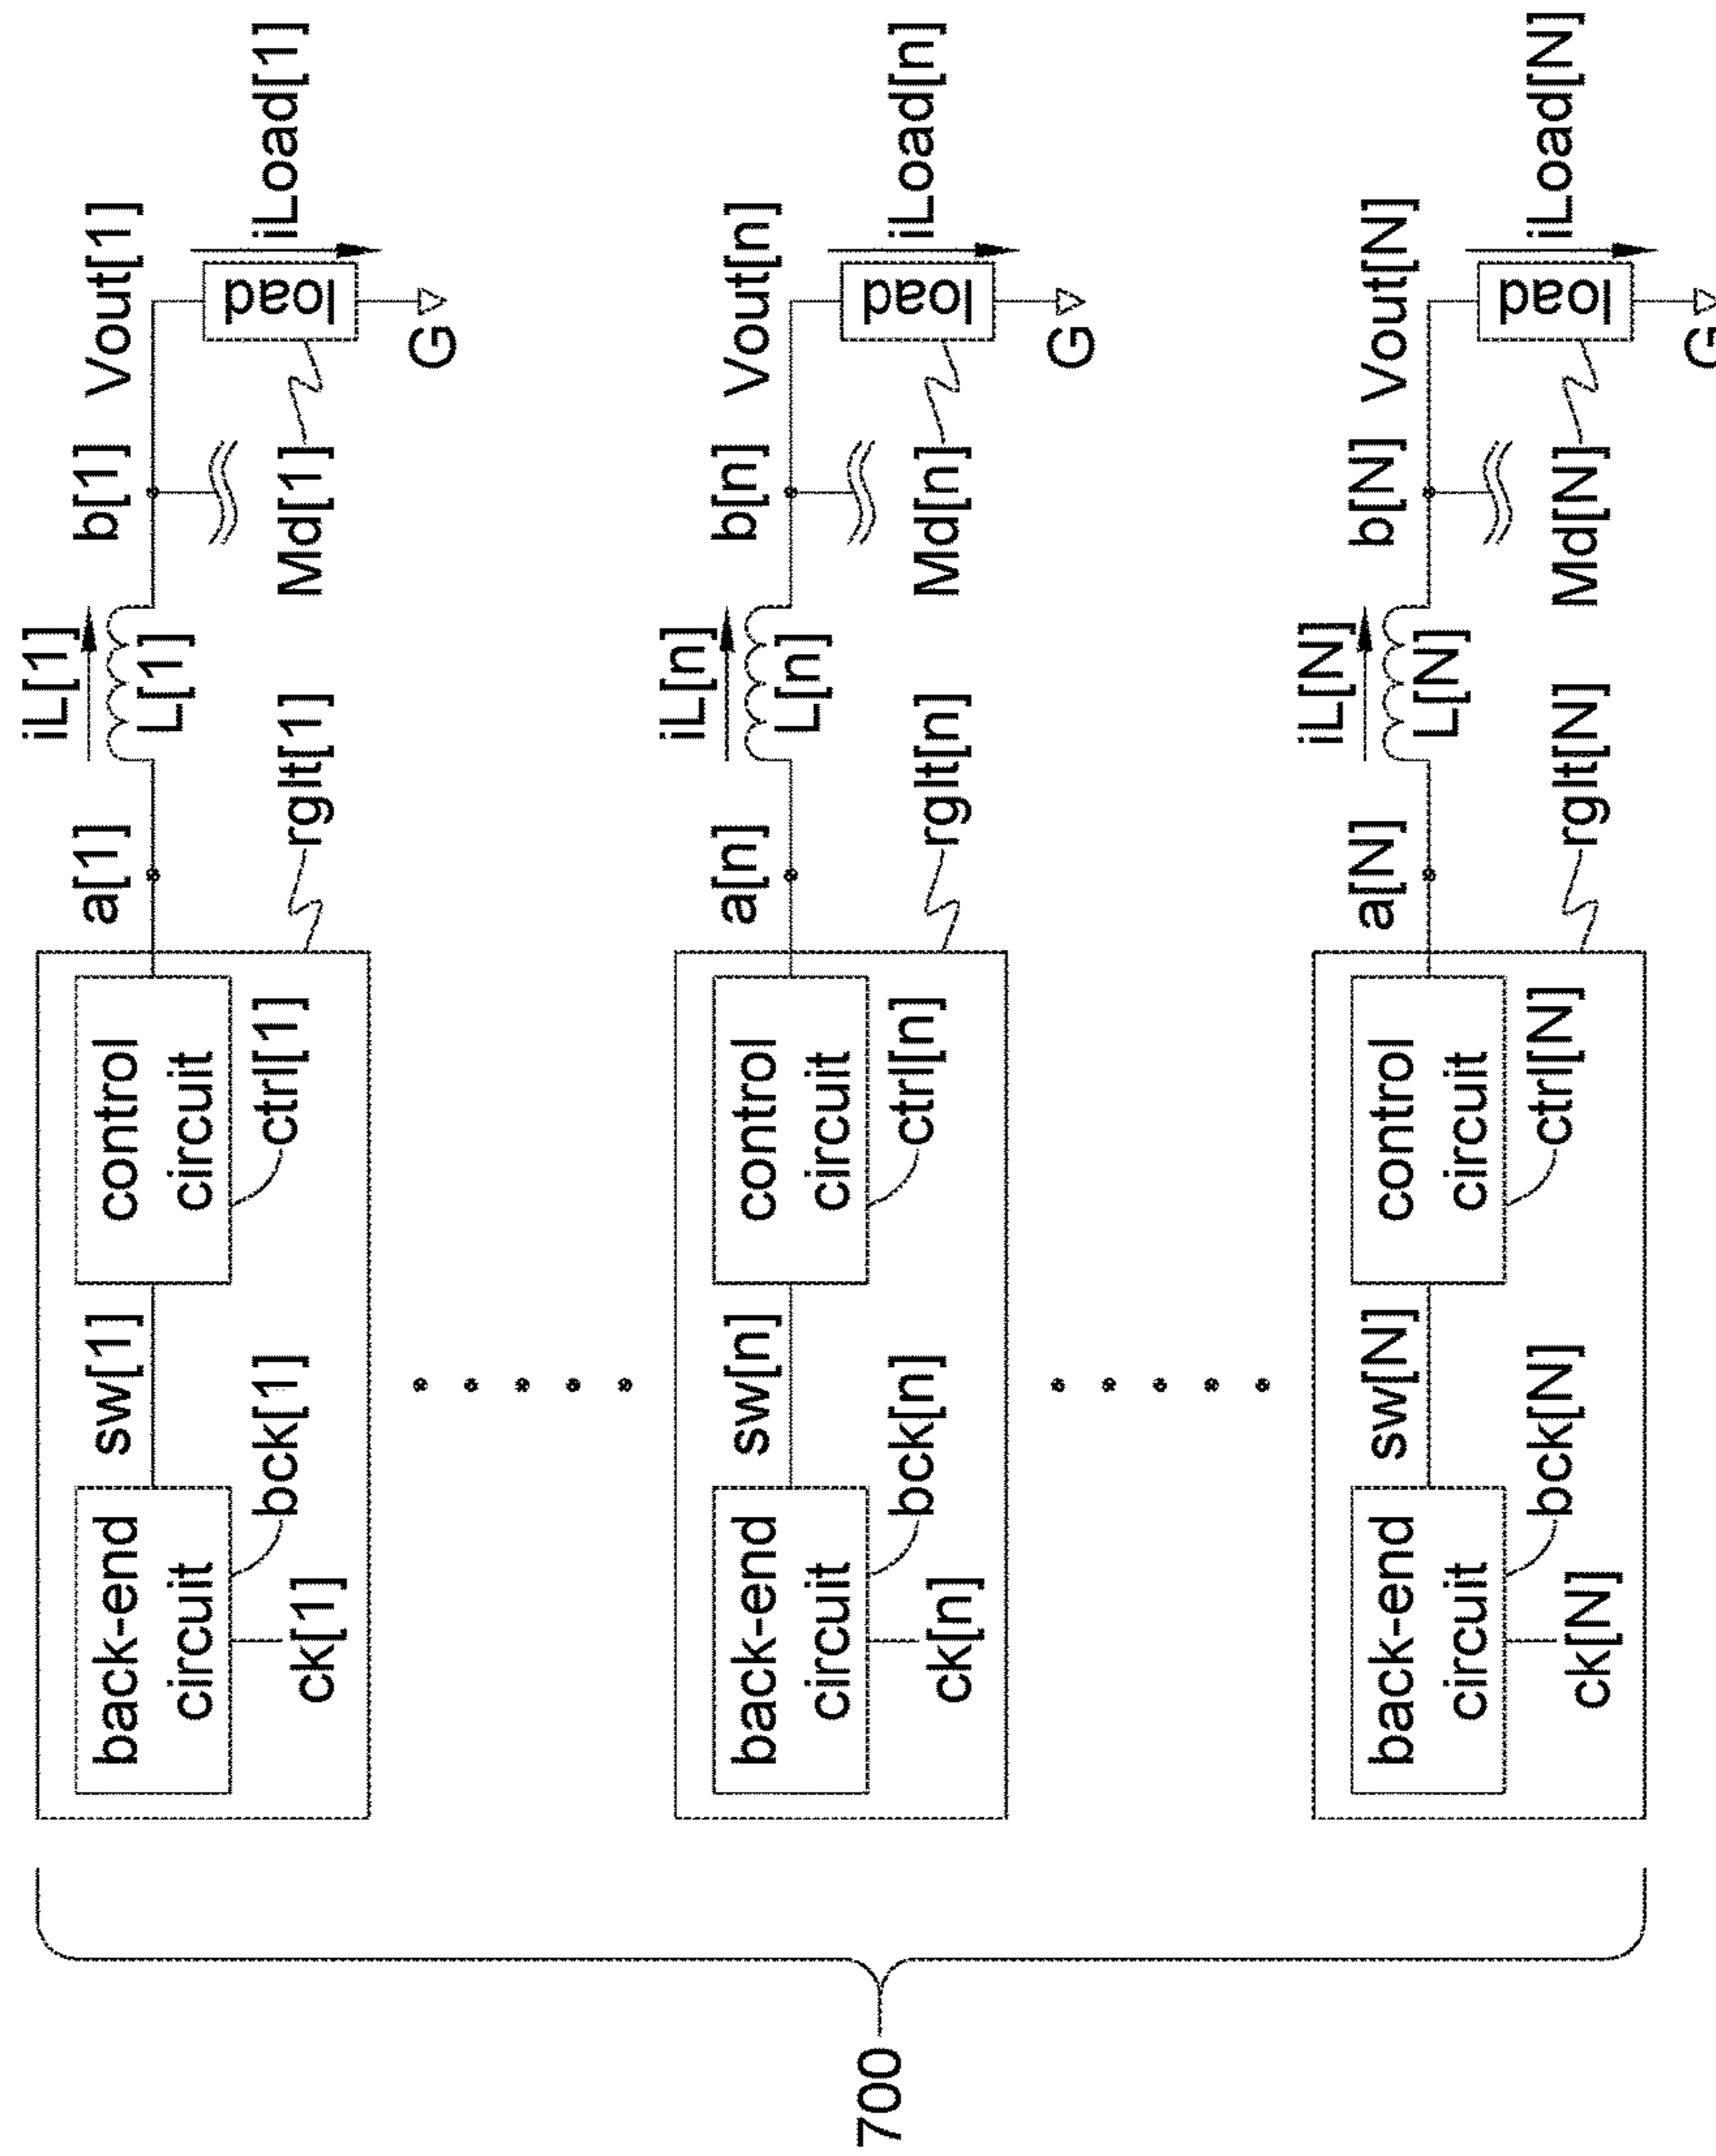 700
back-end
circuit
bck[1]
ck[1]
sw[1]
control
circuit
ctrl[1]
rglt[1]
a[1]
iL[1]
L[1]
b[1]
Vout[1]
load
iLoad[1]
Md[1]
G
back-end
circuit
bck[n]
ck[n]
sw[n]
control
circuit
ctrl[n]
rglt[n]
a[n]
iL[n]
L[n]
b[n]
Vout[n]
load
iLoad[n]
Md[n]
G
back-end
circuit
bck[N]
ck[N]
sw[N]
control
circuit
ctrl[N]
rglt[N]
a[N]
iL[N]
L[N]
b[N]
Vout[N]
load
iLoad[N]
Md[N]
G